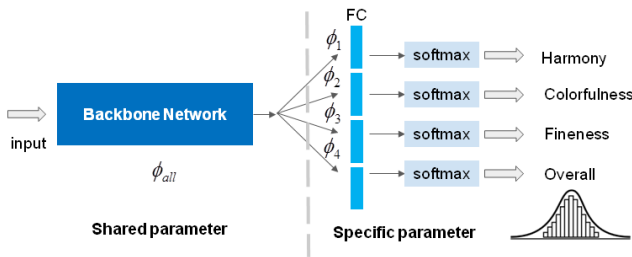 FC
ϕ1
softmax
Harmony
ϕ2
Backbone Network
softmax
Colorfulness
ϕ3
input
softmax
Fineness
ϕ4
ϕall
softmax
Overall
Shared parameter
Specific parameter